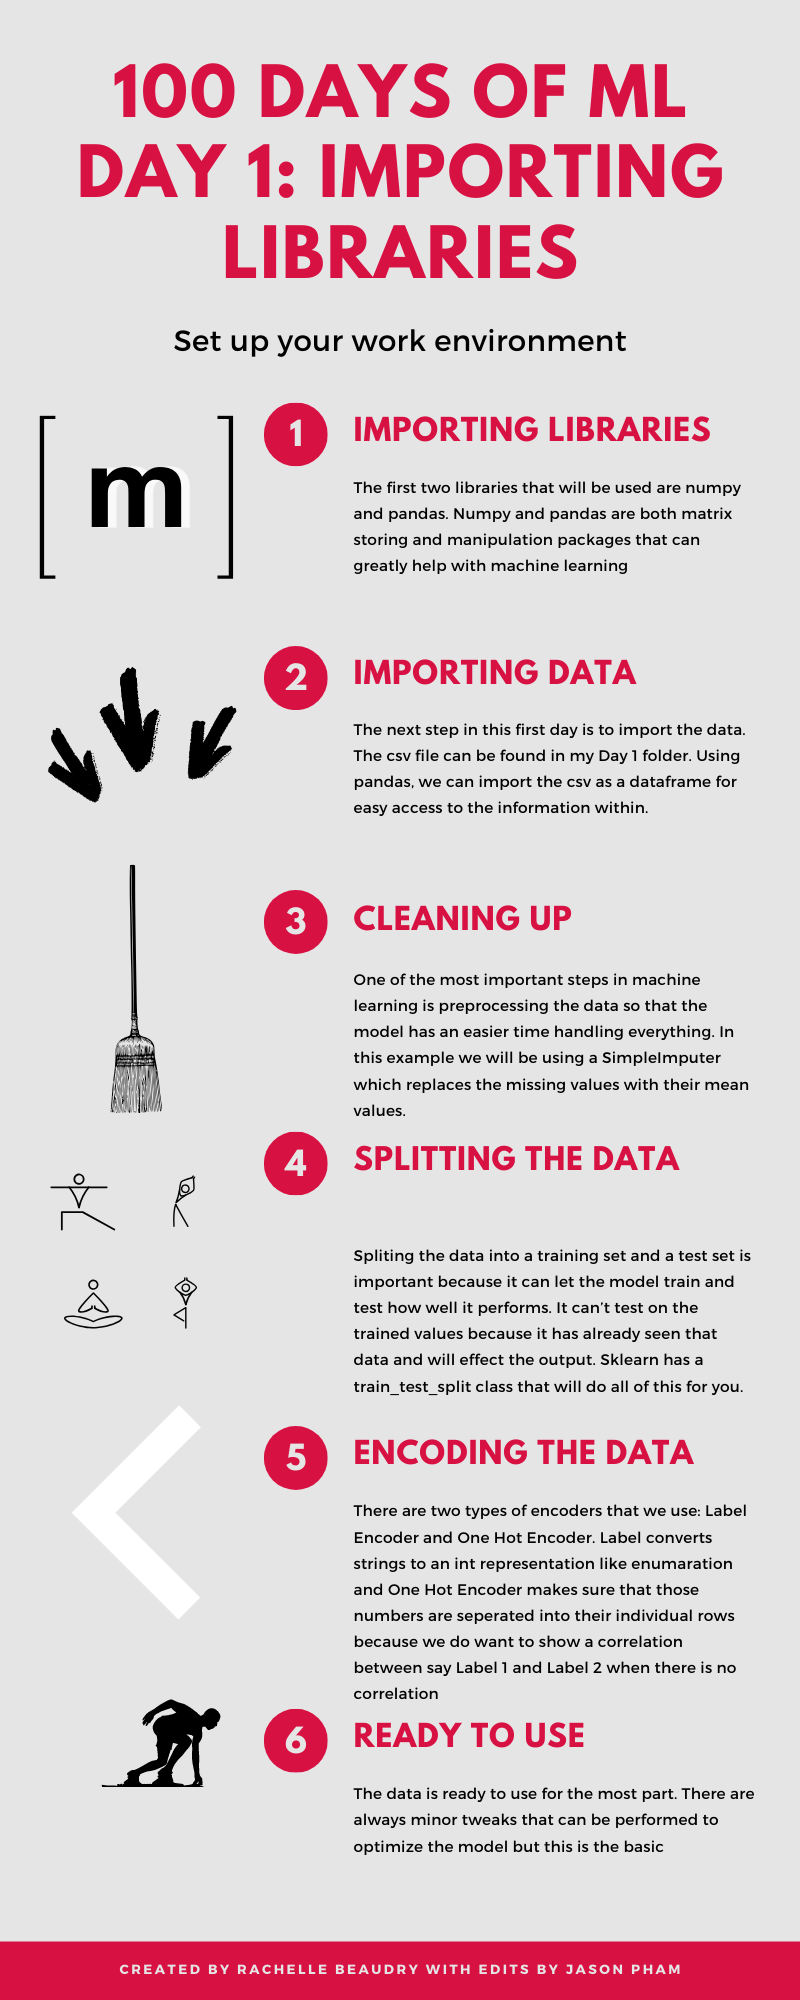 100 DAYS OF ML
DAY 1: IMPORTING
LIBRARIES
Set up your work environment
m
1
IMPORTING LIBRARIES
The first two libraries that will be used are numpy
and pandas. Numpy and pandas are both matrix
storing and manipulation packages that can
greatly help with machine learning
2
IMPORTING DATA
The next step in this first day is to import the data.
The csv file can be found in my Day 1 folder. Using
pandas, we can import the csv as a dataframe for
easy access to the information within.
3
CLEANING UP
One of the most important steps in machine
learning is preprocessing the data so that the
model has an easier time handling everything. In
this example we will be using a SimpleImputer
which replaces the missing values with their mean
values.
4
SPLITTING THE DATA
Spliting the data into a training set and a test set is
important because it can let the model train and
test how well it performs. It can't test on the
trained values because it has already seen that
data and will effect the output. Sklearn has a
train_test_split class that will do all of this for you.
5
ENCODING THE DATA
There are two types of encoders that we use: Label
Encoder and One Hot Encoder. Label converts
strings to an int representation like enumaration
and One Hot Encoder makes sure that those
numbers are seperated into their individual rows
because we do want to show a correlation
between say Label 1 and Label 2 when there is no
correlation
6
READY TO USE
The data is ready to use for the most part. There are
always minor tweaks that can be performed to
optimize the model but this is the basic
CREATED BY RACHELLE BEAUDRY WITH EDITS BY JASON PHAM